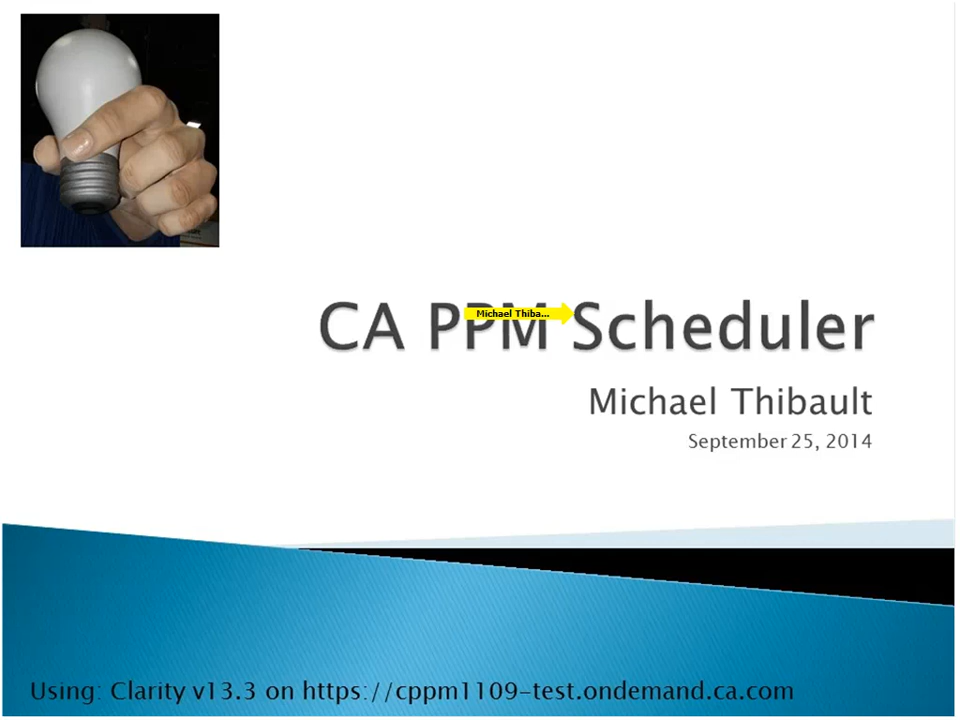 CA PPM Scheduler
Michael Thiba...
Michael Thibault
September 25, 2014
Using: Clarity v13.3 on https://cppm1109-test.ondemand.ca.com